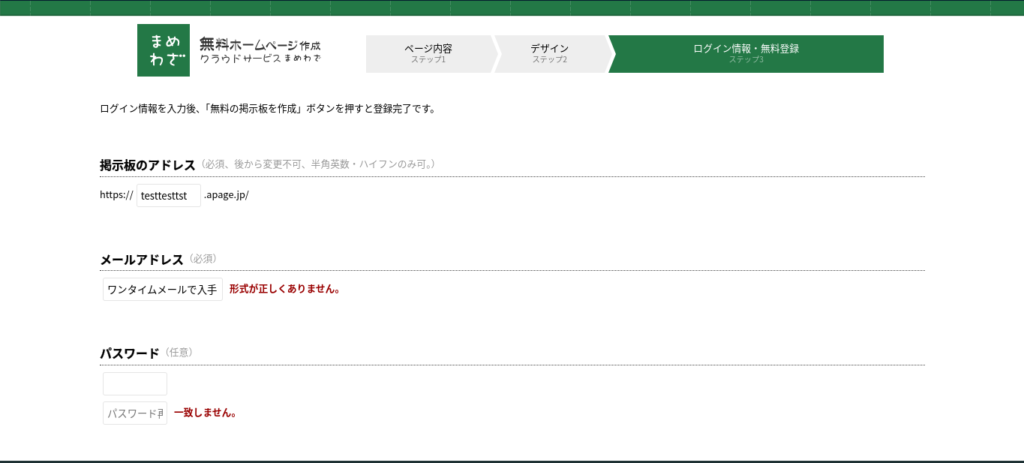 まめ
わざ
無料ホームページ作成
クラウドサービス まめわざ
ページ内容
ステップ1
デザイン
ステップ2
ログイン情報・無料登録
ステップ3
ログイン情報を入力後、「無料の掲示板を作成」ボタンを押すと登録完了です。
掲示板のアドレス（必須、後から変更不可、半角英数・ハイフンのみ可。）
https:// testtesttst .apage.jp/
メールアドレス（必須）
ワンタイムメールで入手 形式が正しくありません。
パスワード（任意）
パスワード再 一致しません。